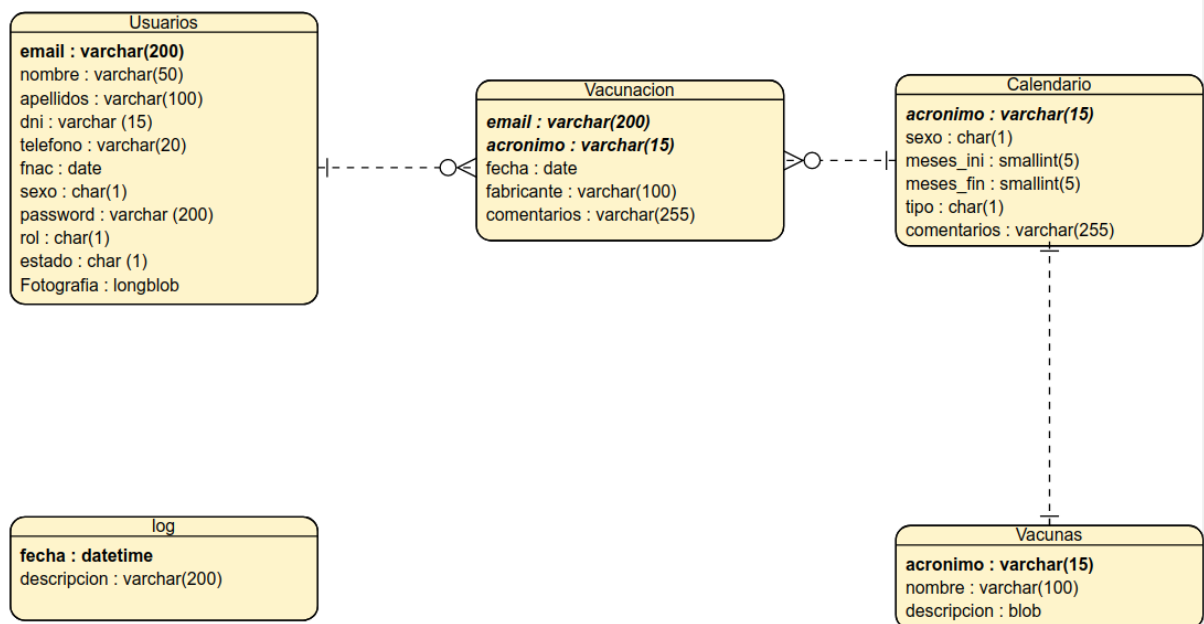 Usuarios
email : varchar(200)
nombre : varchar(50)
apellidos : varchar(100)
dni : varchar (15)
telefono : varchar(20)
fnac : date
sexo : char(1)
password : varchar (200)
rol : char(1)
estado : char (1)
Fotografia : longblob
Vacunacion
email : varchar(200)
acronimo : varchar(15)
fecha : date
fabricante : varchar(100)
comentarios : varchar(255)
Calendario
acronimo : varchar(15)
sexo : char(1)
meses_ini : smallint(5)
meses_fin : smallint(5)
tipo : char(1)
comentarios : varchar(255)
log
fecha : datetime
descripcion : varchar(200)
Vacunas
acronimo : varchar(15)
nombre : varchar(100)
descripcion : blob